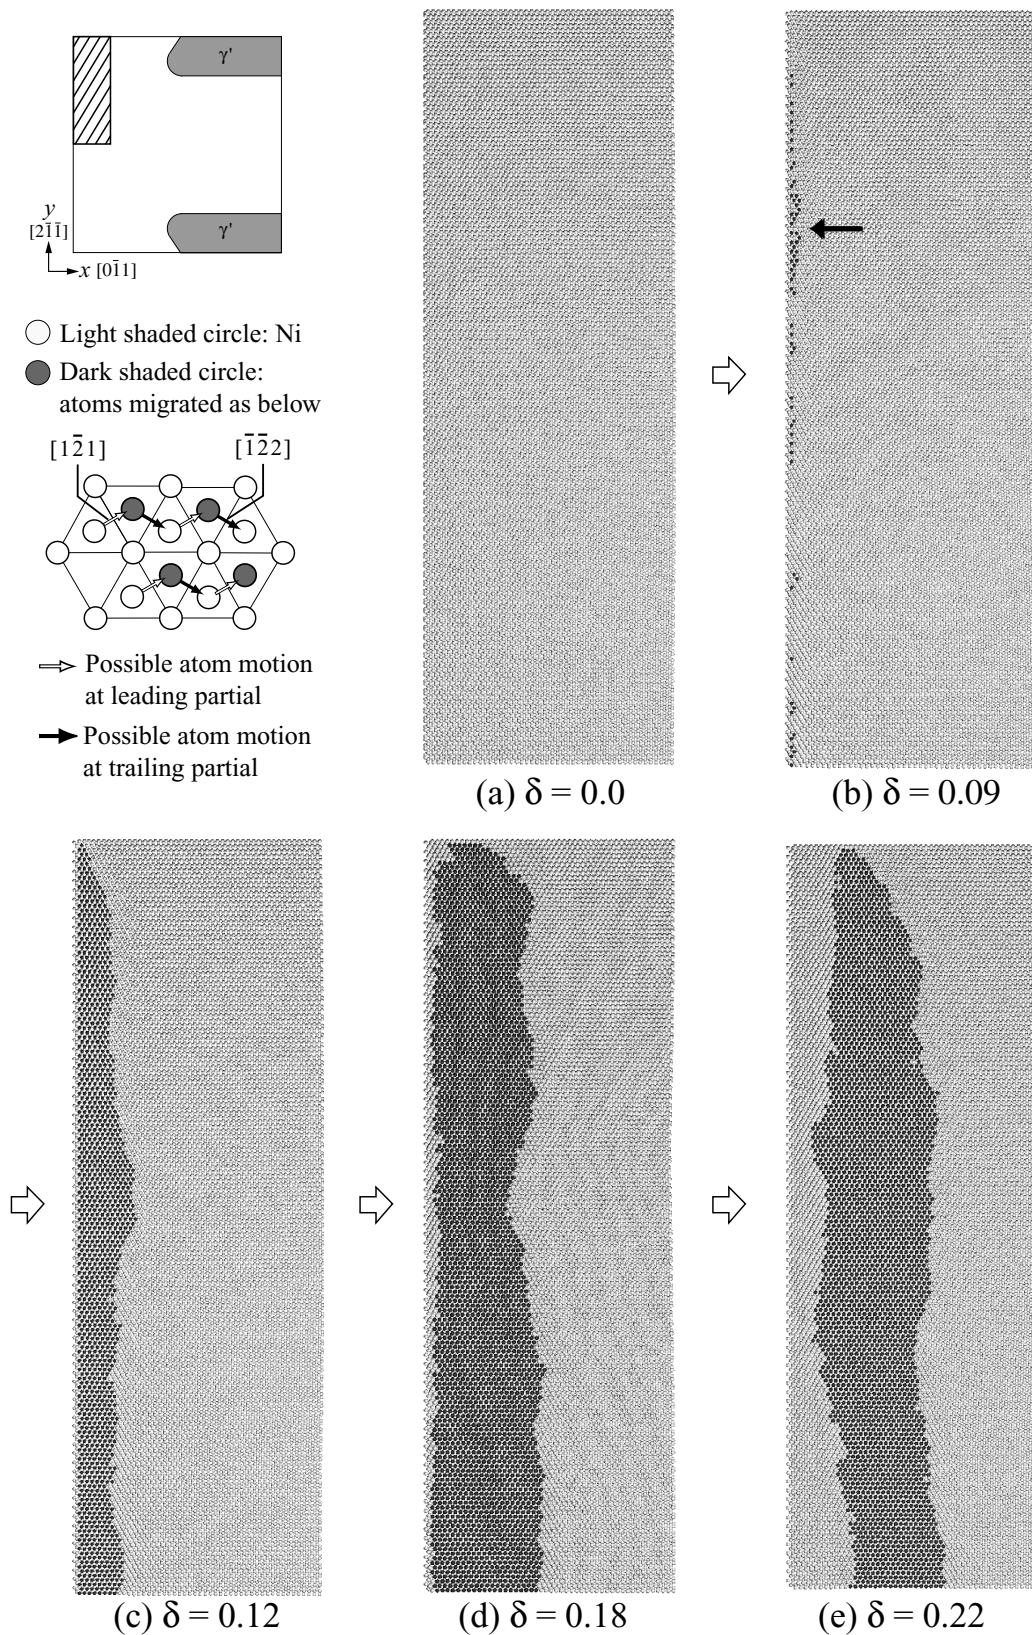 γ'
γ'
y
[21̄1̄]
x [01̄1]
Light shaded circle: Ni
Dark shaded circle:
atoms migrated as below
[12̄1] [1̄2̄2]
Possible atom motion
at leading partial
Possible atom motion
at trailing partial
(a) δ = 0.0
(b) δ = 0.09
(c) δ = 0.12
(d) δ = 0.18
(e) δ = 0.22